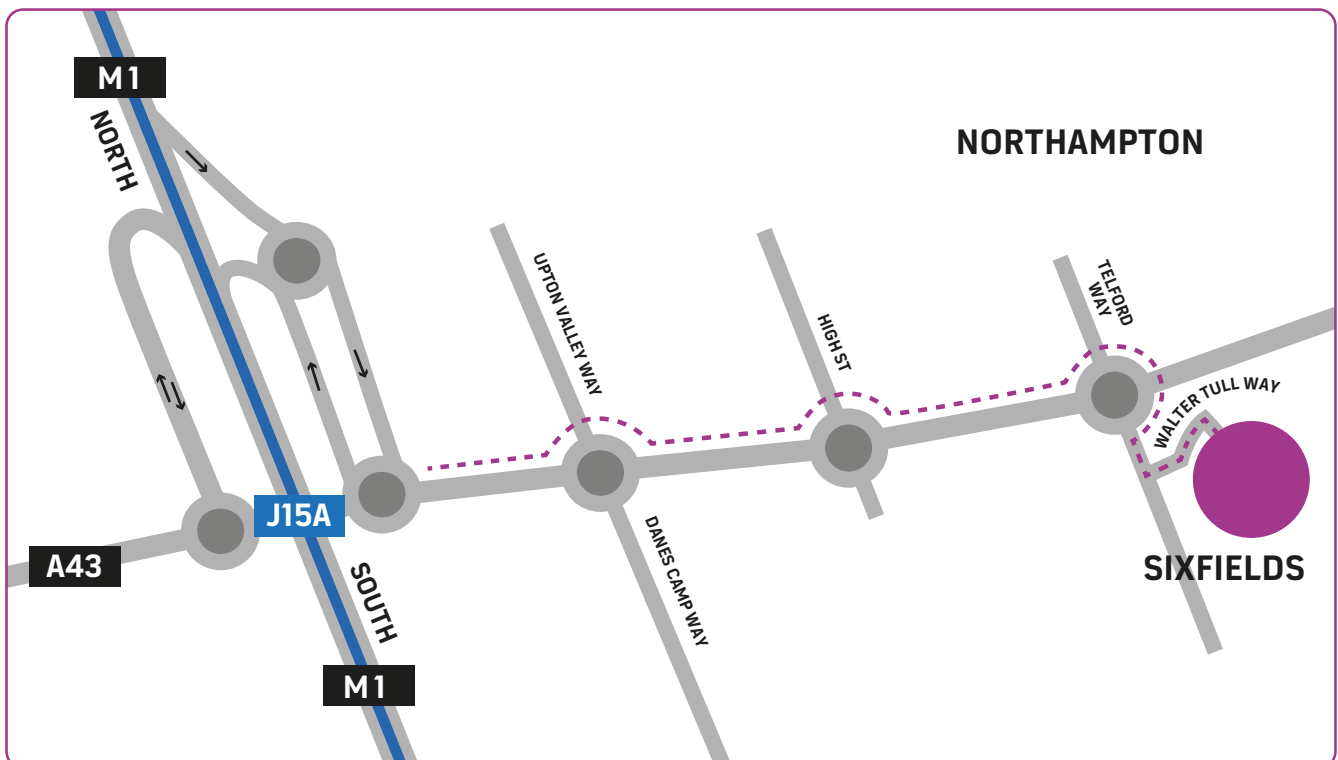 M1
NORTH
NORTHAMPTON
UPTON VALLEY WAY
HIGH ST
TELFORD
WAY
WALTER TULL WAY
J15A
A43
SOUTH
DANES CAMP WAY
SIXFIELDS
M1